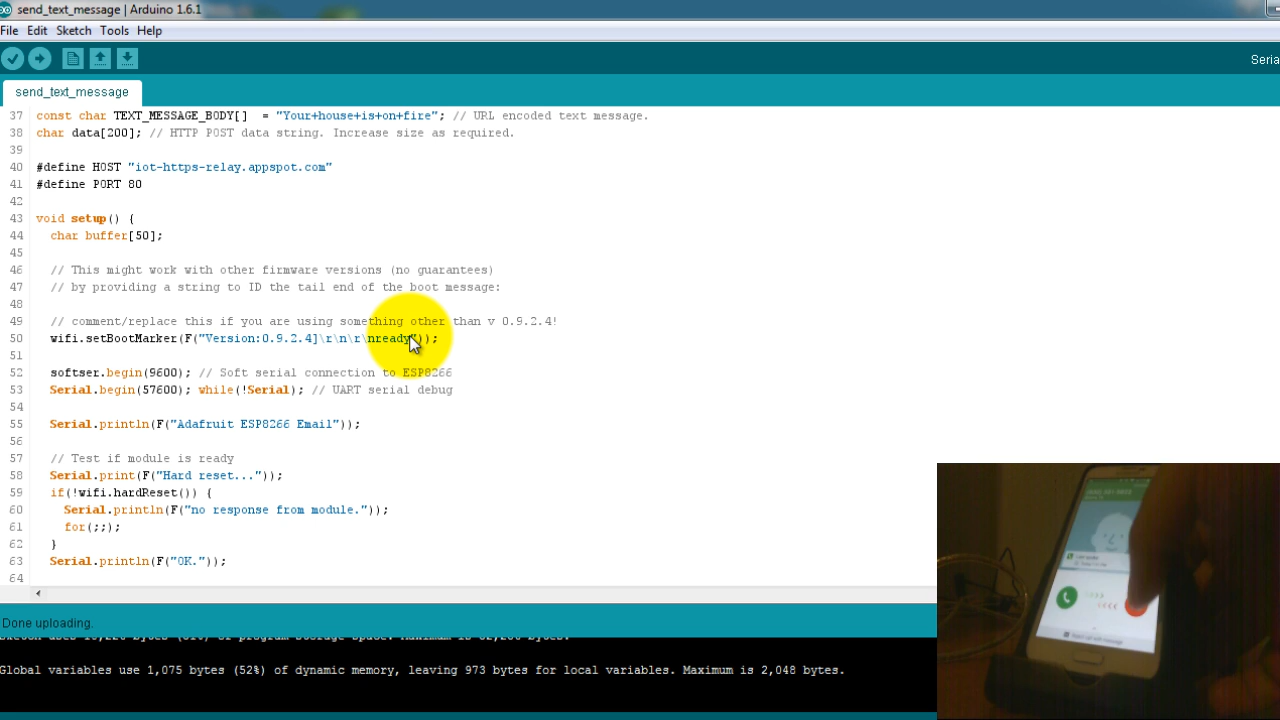 send_text_message | Arduino 1.6.1
File Edit Sketch Tools Help
Seria
send_text_message
37 const char TEXT_MESSAGE_BODY[] = "Your+house+is+on+fire"; // URL encoded text message.
38 char data[200]; // HTTP POST data string. Increase size as required.
39
40 #define HOST "iot-https-relay.appspot.com"
41 #define PORT 80
42
43 void setup() {
44 char buffer[50];
45
46 // This might work with other firmware versions (no guarantees)
47 // by providing a string to ID the tail end of the boot message:
48
49 // comment/replace this if you are using something other than v 0.9.2.4!
50 wifi.setBootMarker(F("Version:0.9.2.4]\r\n\r\nready"));
51
52 softser.begin(9600); // Soft serial connection to ESP8266
53 Serial.begin(57600); while(!Serial); // UART serial debug
54
55 Serial.println(F("Adafruit ESP8266 Email"));
56
57 // Test if module is ready
58 Serial.print(F("Hard reset..."));
59 if(!wifi.hardReset()) {
60 Serial.println(F("no response from module."));
61 for(;;);
62 }
63 Serial.println(F("OK."));
64
Done uploading.
Global variables use 1,075 bytes (52%) of dynamic memory, leaving 973 bytes for local variables. Maximum is 2,048 bytes.